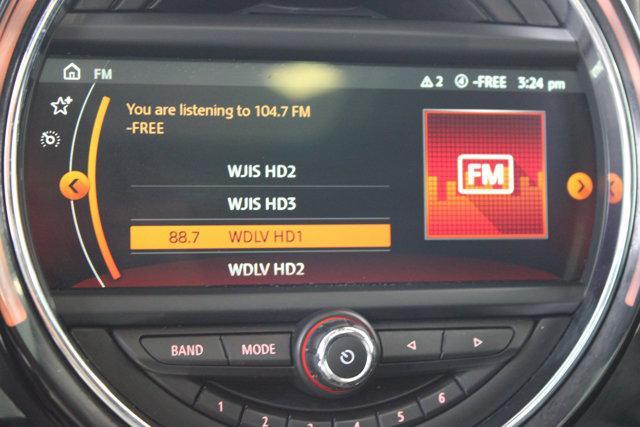 FM
2 4 -FREE 3:24 pm
You are listening to 104.7 FM
-FREE
WJIS HD2
WJIS HD3
88.7 WDLV HD1
WDLV HD2
FM
BAND MODE
1 2 3 4 5 6